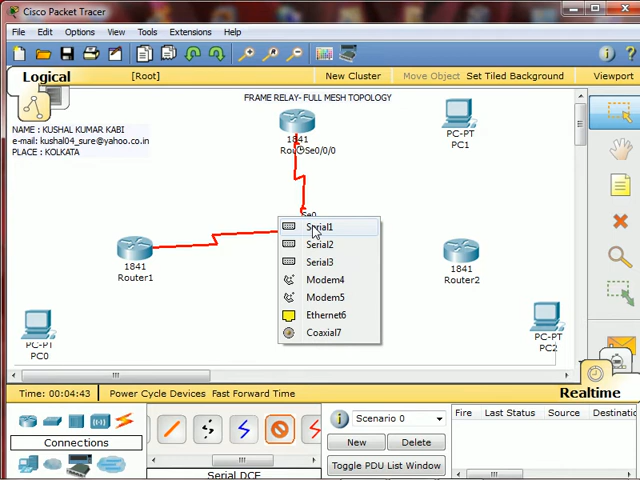 Cisco Packet Tracer
File Edit Options View Tools Extensions Help
Logical [Root] New Cluster Move Object Set Tiled Background Viewport
FRAME RELAY- FULL MESH TOPOLOGY
NAME : KUSHAL KUMAR KABI
e-mail: kushal04_sure@yahoo.co.in
PLACE : KOLKATA
1841
Se0/0/0
PC-PT
PC1
Se0
Serial1
Serial2
Serial3
Modem4
Modem5
Ethernet6
Coaxial7
1841
Router1
1841
Router2
PC-PT
PC0
PC-PT
PC2
Time: 00:04:43 Power Cycle Devices Fast Forward Time
Realtime
Connections
Serial DCE
Scenario 0
New Delete
Toggle PDU List Window
Fire Last Status Source Destinatio